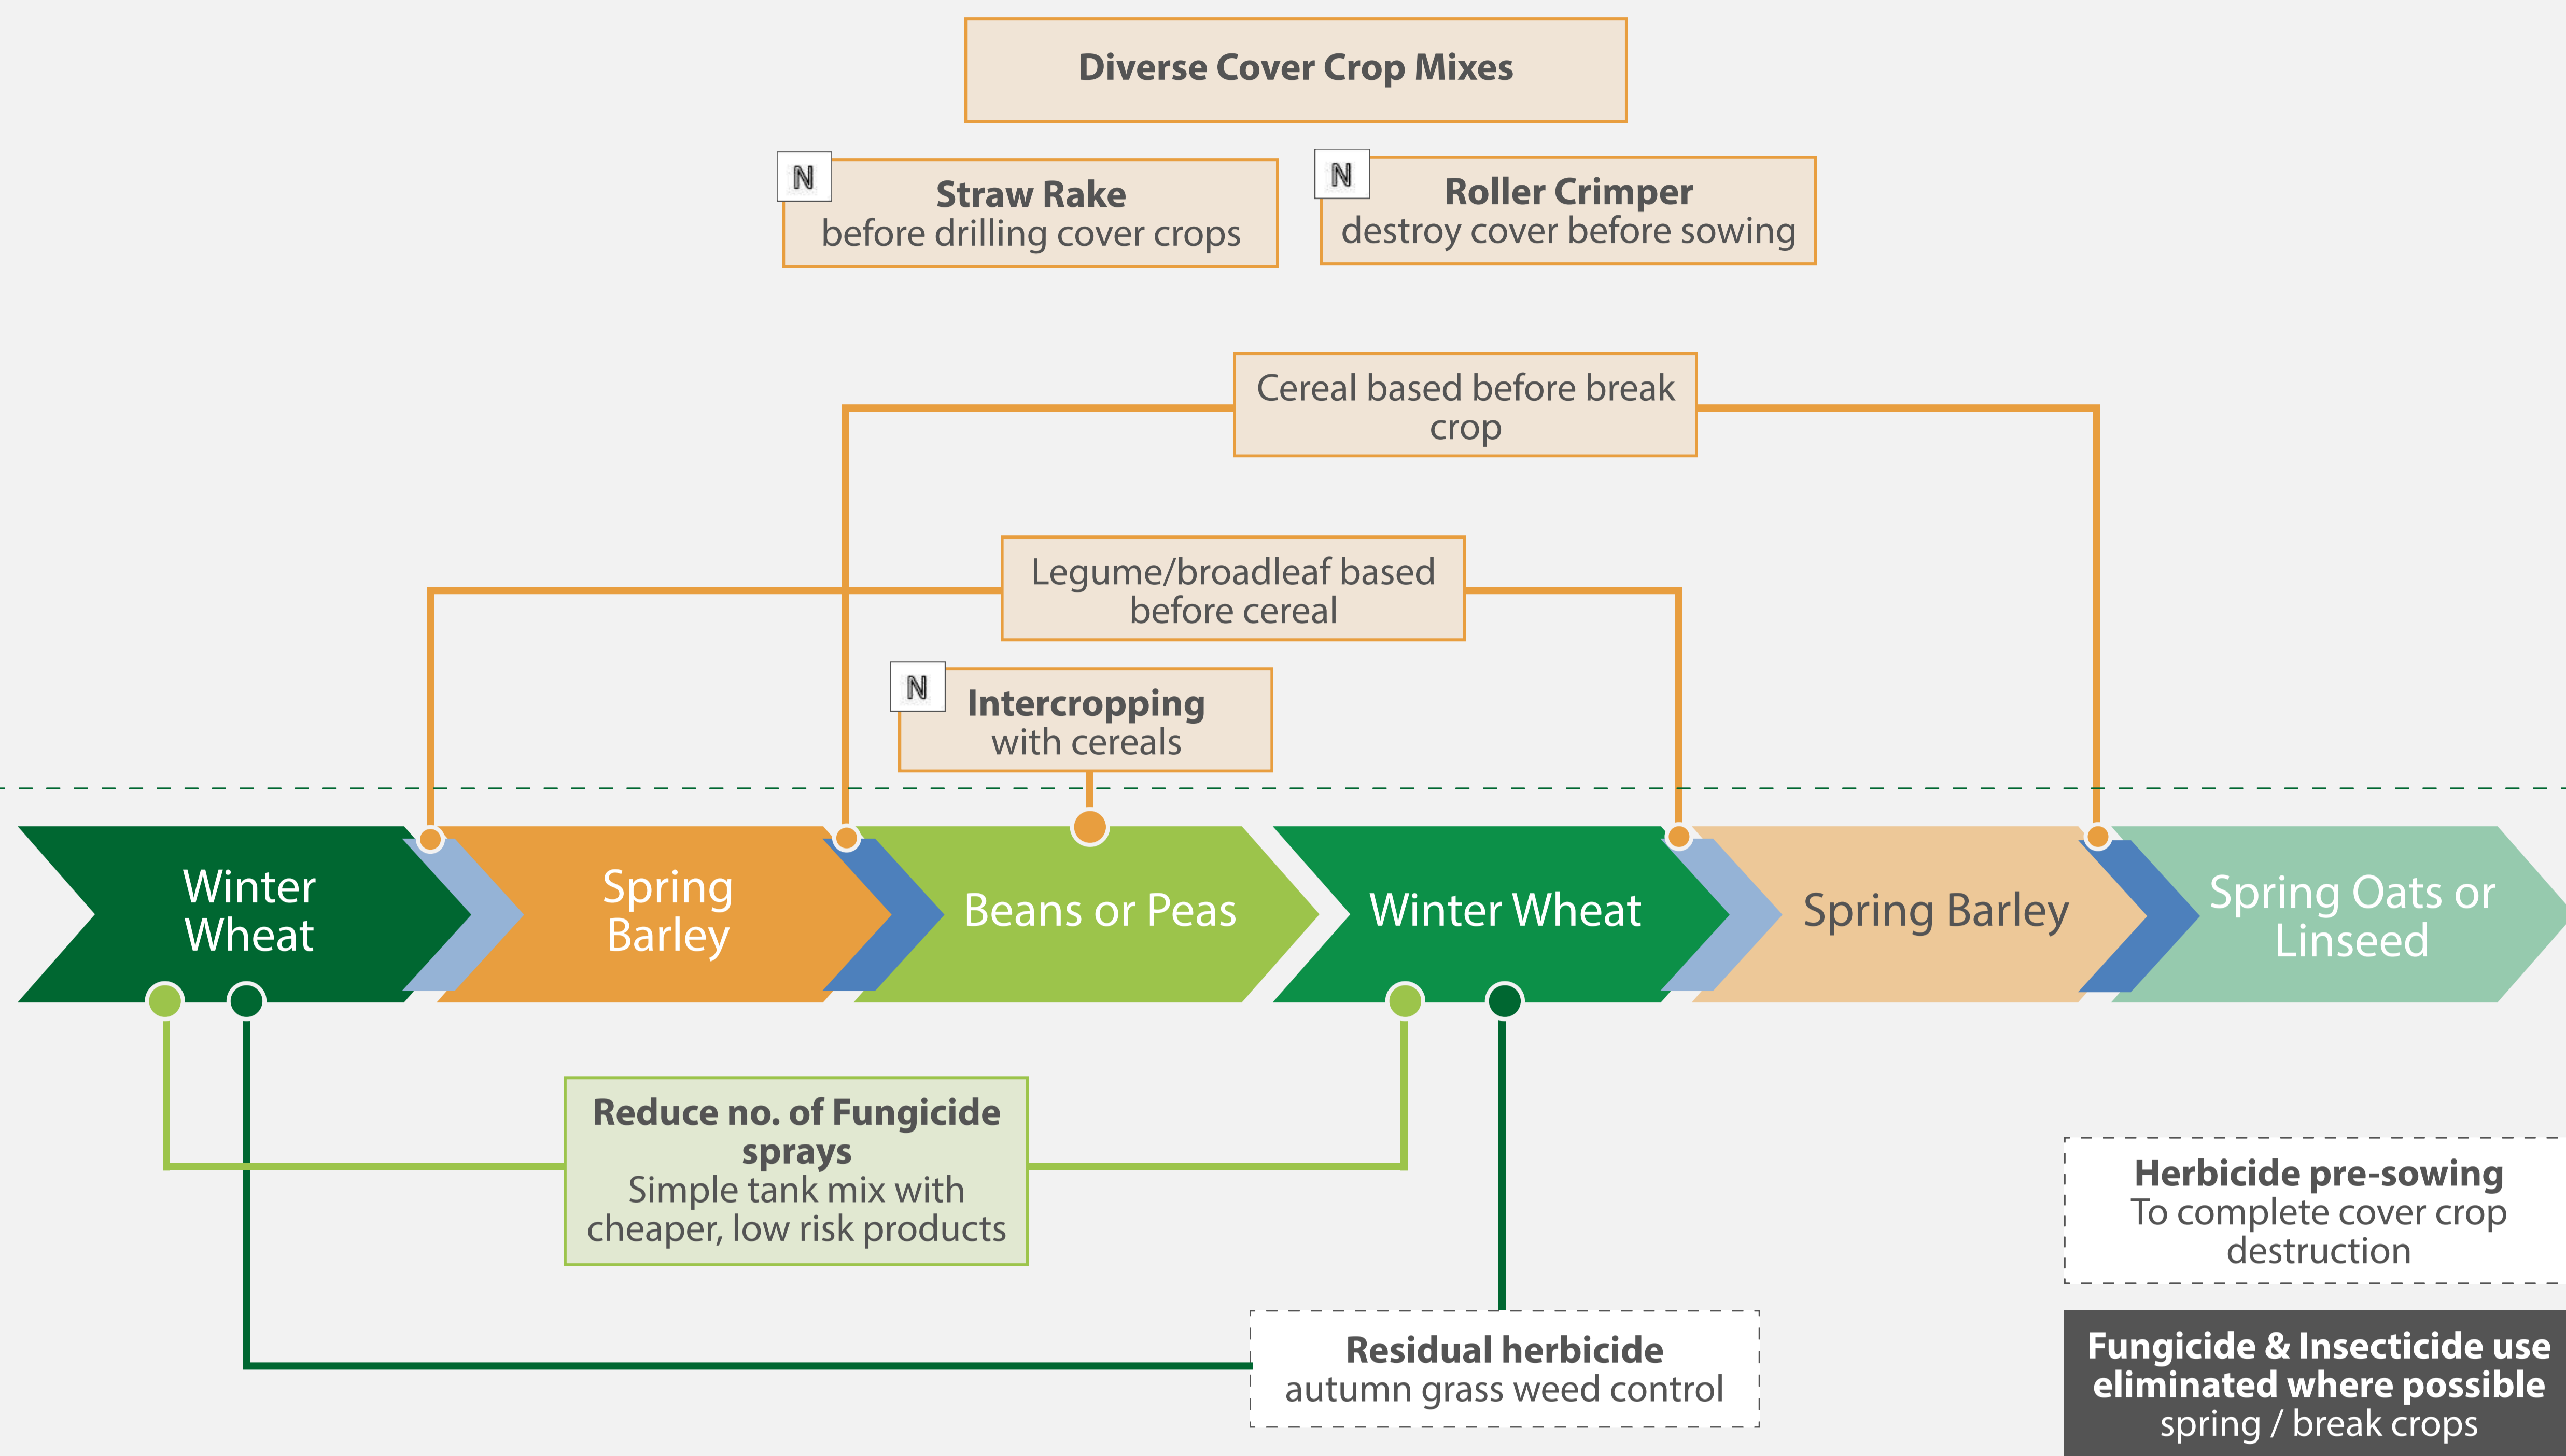 Diverse Cover Crop Mixes
N
Straw Rake
before drilling cover crops
N
Roller Crimper
destroy cover before sowing
Cereal based before break
crop
Legume/broadleaf based
before cereal
N
Intercropping
with cereals
Winter
Wheat
Spring
Barley
Beans or Peas
Winter Wheat
Spring Barley
Spring Oats or
Linseed
Reduce no. of Fungicide
sprays
Simple tank mix with
cheaper, low risk products
Herbicide pre-sowing
To complete cover crop
destruction
Residual herbicide
autumn grass weed control
Fungicide & Insecticide use
eliminated where possible
spring / break crops